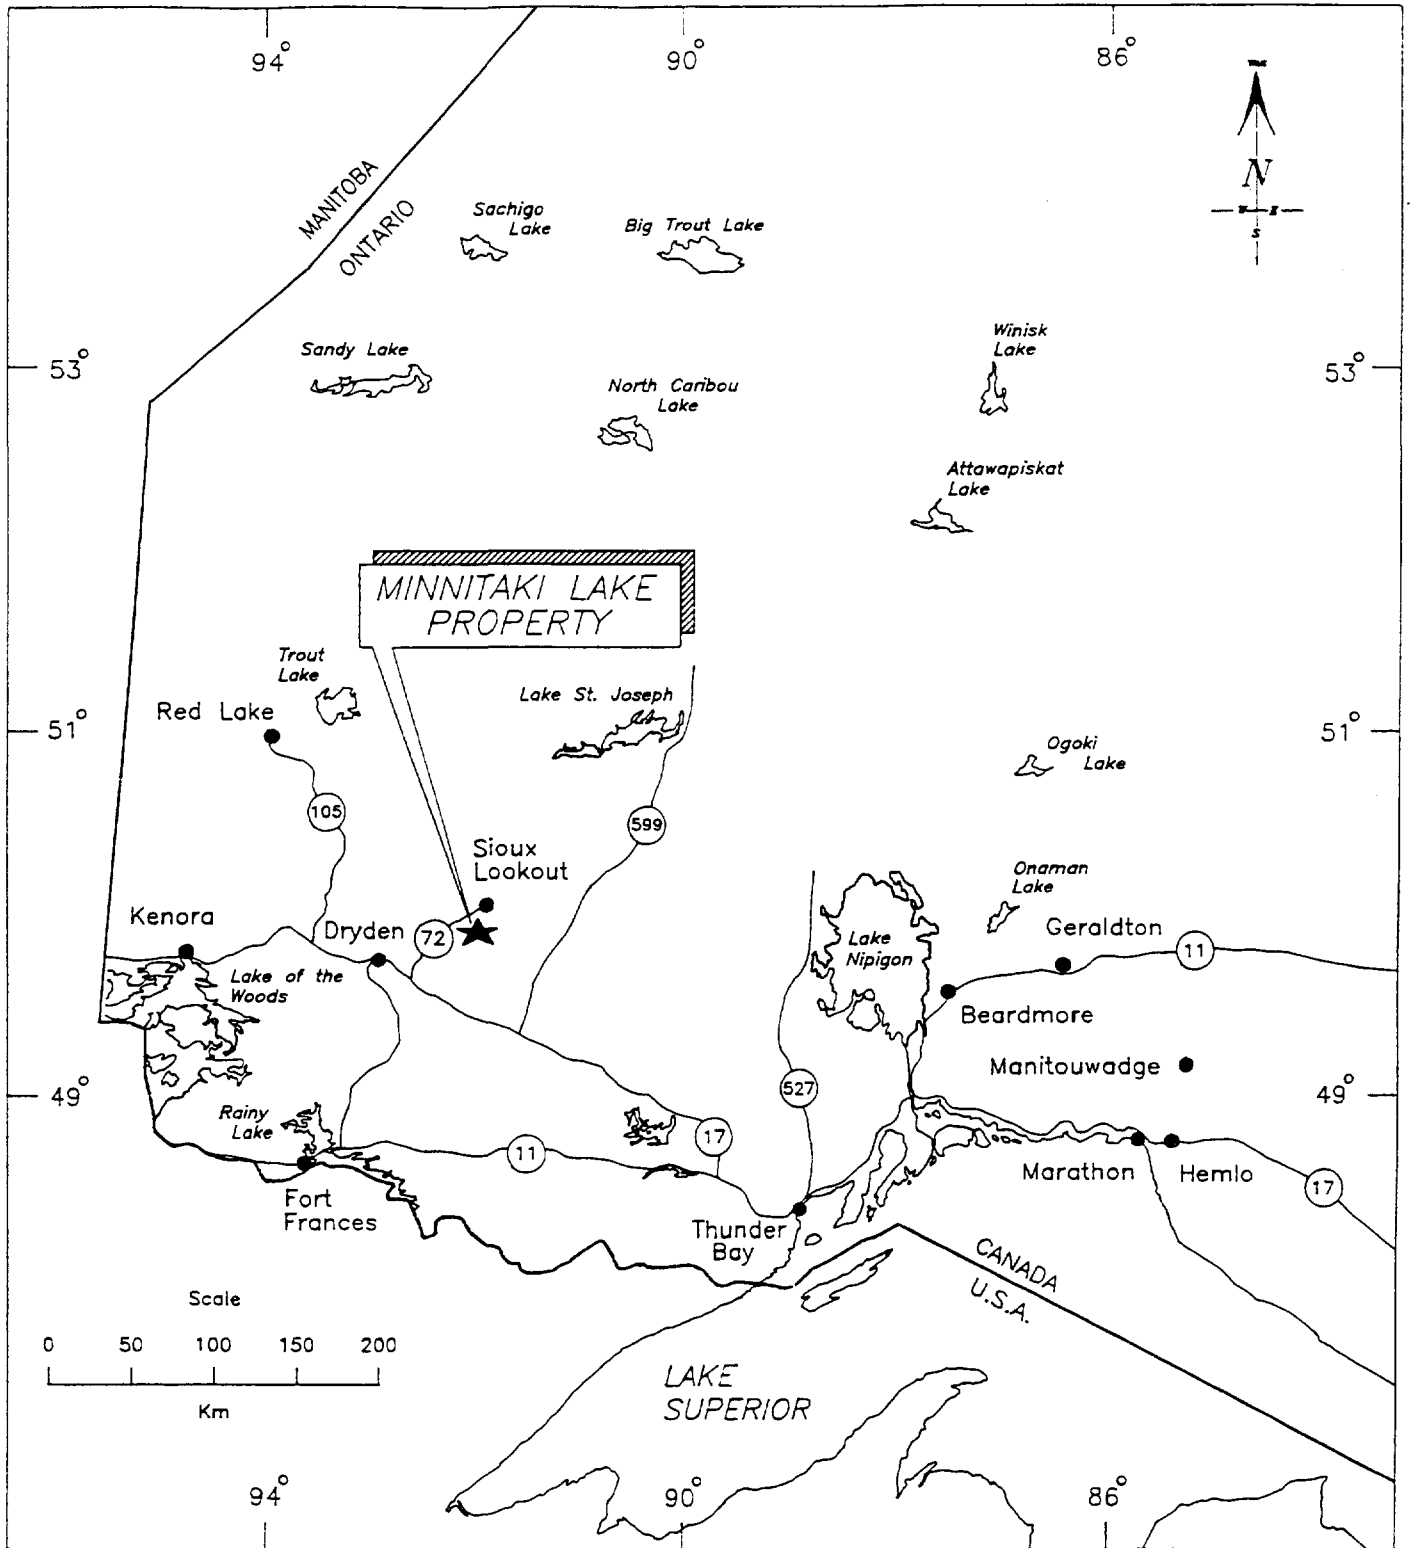 94°
90°
86°
N
S
MANITOBA
ONTARIO
Sachigo
Lake
Big Trout Lake
53°
Sandy Lake
North Caribou
Lake
Winisk
Lake
53°
Attawapiskat
Lake
MINNITAKI LAKE
PROPERTY
Trout
Lake
Red Lake
Lake St. Joseph
51°
51°
Ogoki
Lake
105
599
Sioux
Lookout
Onaman
Lake
Kenora
Dryden
72
Lake
Nipigon
Geraldton
11
Lake of the
Woods
Beardmore
Manitouwadge
49°
527
49°
Rainy
Lake
11
17
Marathon
Hemlo
17
Fort
Frances
Thunder
Bay
CANADA
U.S.A.
Scale
0 50 100 150 200
Km
LAKE
SUPERIOR
94°
90°
86°